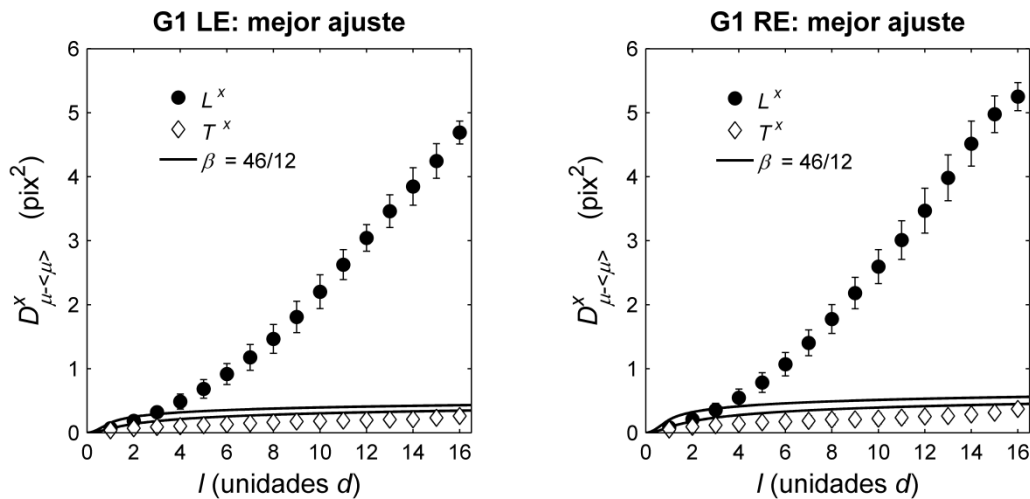 G1 LE: mejor ajuste
6
5
4
3
2
1
0
D^x_{μ-<μ>} (pix²)
L^x
T^x
β = 46/12
0 2 4 6 8 10 12 14 16
l (unidades d)
G1 RE: mejor ajuste
6
5
4
3
2
1
0
D^x_{μ-<μ>} (pix²)
L^x
T^x
β = 46/12
0 2 4 6 8 10 12 14 16
l (unidades d)